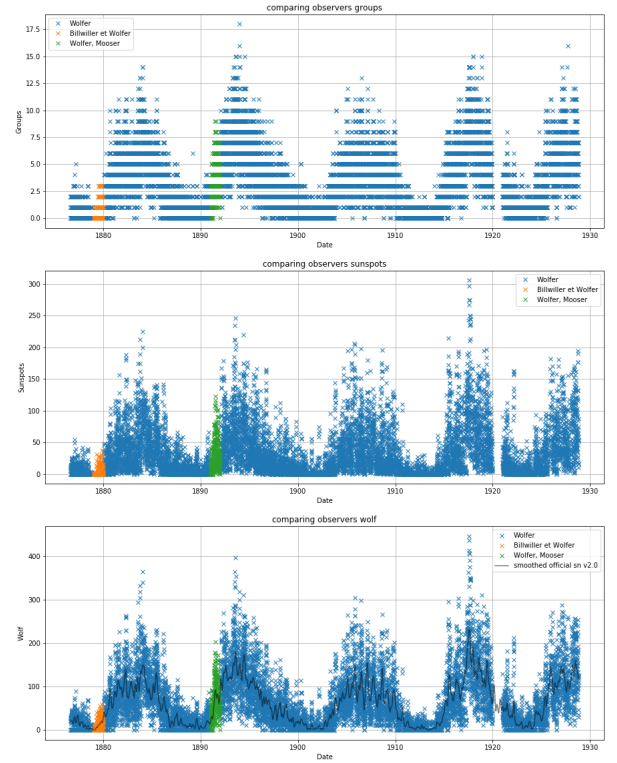 comparing observers groups
Wolfer
Billwiller et Wolfer
Wolfer, Mooser
17.5
15.0
12.5
10.0
7.5
5.0
2.5
0.0
Groups
1880
1890
1900
1910
1920
1930
Date
comparing observers sunspots
Wolfer
Billwiller et Wolfer
Wolfer, Mooser
300
250
200
150
100
50
0
Sunspots
1880
1890
1900
1910
1920
1930
Date
comparing observers wolf
Wolfer
Billwiller et Wolfer
Wolfer, Mooser
smoothed official sn v2.0
400
300
200
100
0
Wolf
1880
1890
1900
1910
1920
1930
Date